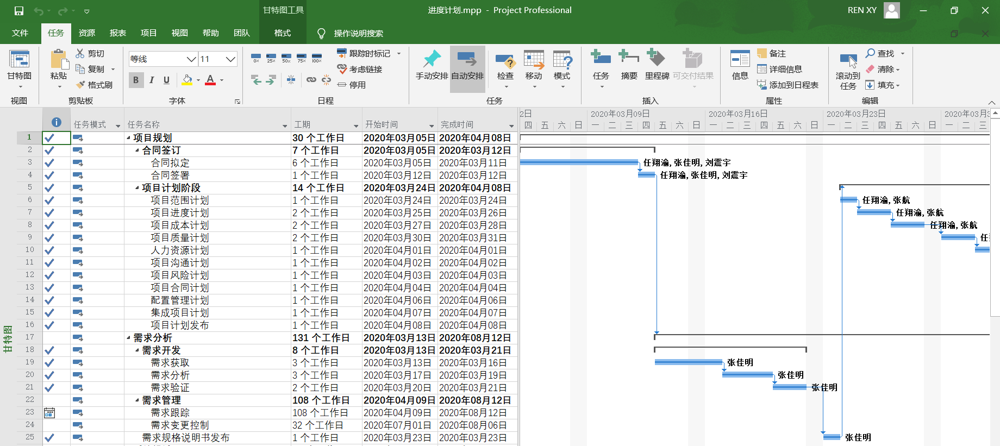 甘特图工具
进度计划.mpp - Project Professional
REN XY
文件 任务 资源 报表 项目 视图 帮助 团队 格式 操作说明搜索
甘特图
视图
粘贴
剪切
复制
格式刷
剪贴板
等线 11
B I U A
字体
0% 25% 50% 75% 100%
跟踪时标记
考虑链接
停用
日程
手动安排 自动安排 检查 移动 模式
任务
任务 摘要 里程碑 可交付结果
插入
信息
备注
详细信息
添加到日程表
属性
滚动到任务
查找
清除
填充
编辑
任务模式 任务名称 工期 开始时间 完成时间
2日 2020年03月09日 2020年03月16日 2020年03月23日
四 五 六 日 一 二 三 四 五 六 日 一 二 三 四 五 六 日 一 二 三 四 五 六 日 一 二 三
1 项目规划 30 个工作日 2020年03月05日 2020年04月08日
2 合同签订 7 个工作日 2020年03月05日 2020年03月12日
3 合同拟定 6 个工作日 2020年03月05日 2020年03月11日 任翔渝, 张佳明, 刘震宇
4 合同签署 1 个工作日 2020年03月12日 2020年03月12日 任翔渝, 张佳明, 刘震宇
5 项目计划阶段 14 个工作日 2020年03月24日 2020年04月08日
6 项目范围计划 1 个工作日 2020年03月24日 2020年03月24日 任翔渝, 张航
7 项目进度计划 2 个工作日 2020年03月25日 2020年03月26日 任翔渝, 张航
8 项目成本计划 2 个工作日 2020年03月27日 2020年03月28日 任翔渝, 张航
9 项目质量计划 2 个工作日 2020年03月30日 2020年03月31日 任
10 人力资源计划 1 个工作日 2020年04月01日 2020年04月01日
11 项目沟通计划 1 个工作日 2020年04月02日 2020年04月02日
12 项目风险计划 1 个工作日 2020年04月03日 2020年04月03日
13 项目合同计划 1 个工作日 2020年04月04日 2020年04月04日
14 配置管理计划 1 个工作日 2020年04月06日 2020年04月06日
15 集成项目计划 1 个工作日 2020年04月07日 2020年04月07日
16 项目计划发布 1 个工作日 2020年04月08日 2020年04月08日
17 需求分析 131 个工作日 2020年03月13日 2020年08月12日
18 需求开发 8 个工作日 2020年03月13日 2020年03月21日
19 需求获取 3 个工作日 2020年03月13日 2020年03月16日 张佳明
20 需求分析 3 个工作日 2020年03月17日 2020年03月19日 张佳明
21 需求验证 2 个工作日 2020年03月20日 2020年03月21日 张佳明
22 需求管理 108 个工作日 2020年04月09日 2020年08月12日
23 需求跟踪 108 个工作日 2020年04月09日 2020年08月12日
24 需求变更控制 32 个工作日 2020年07月01日 2020年08月06日
25 需求规格说明书发布 1 个工作日 2020年03月23日 2020年03月23日 张佳明
甘特图